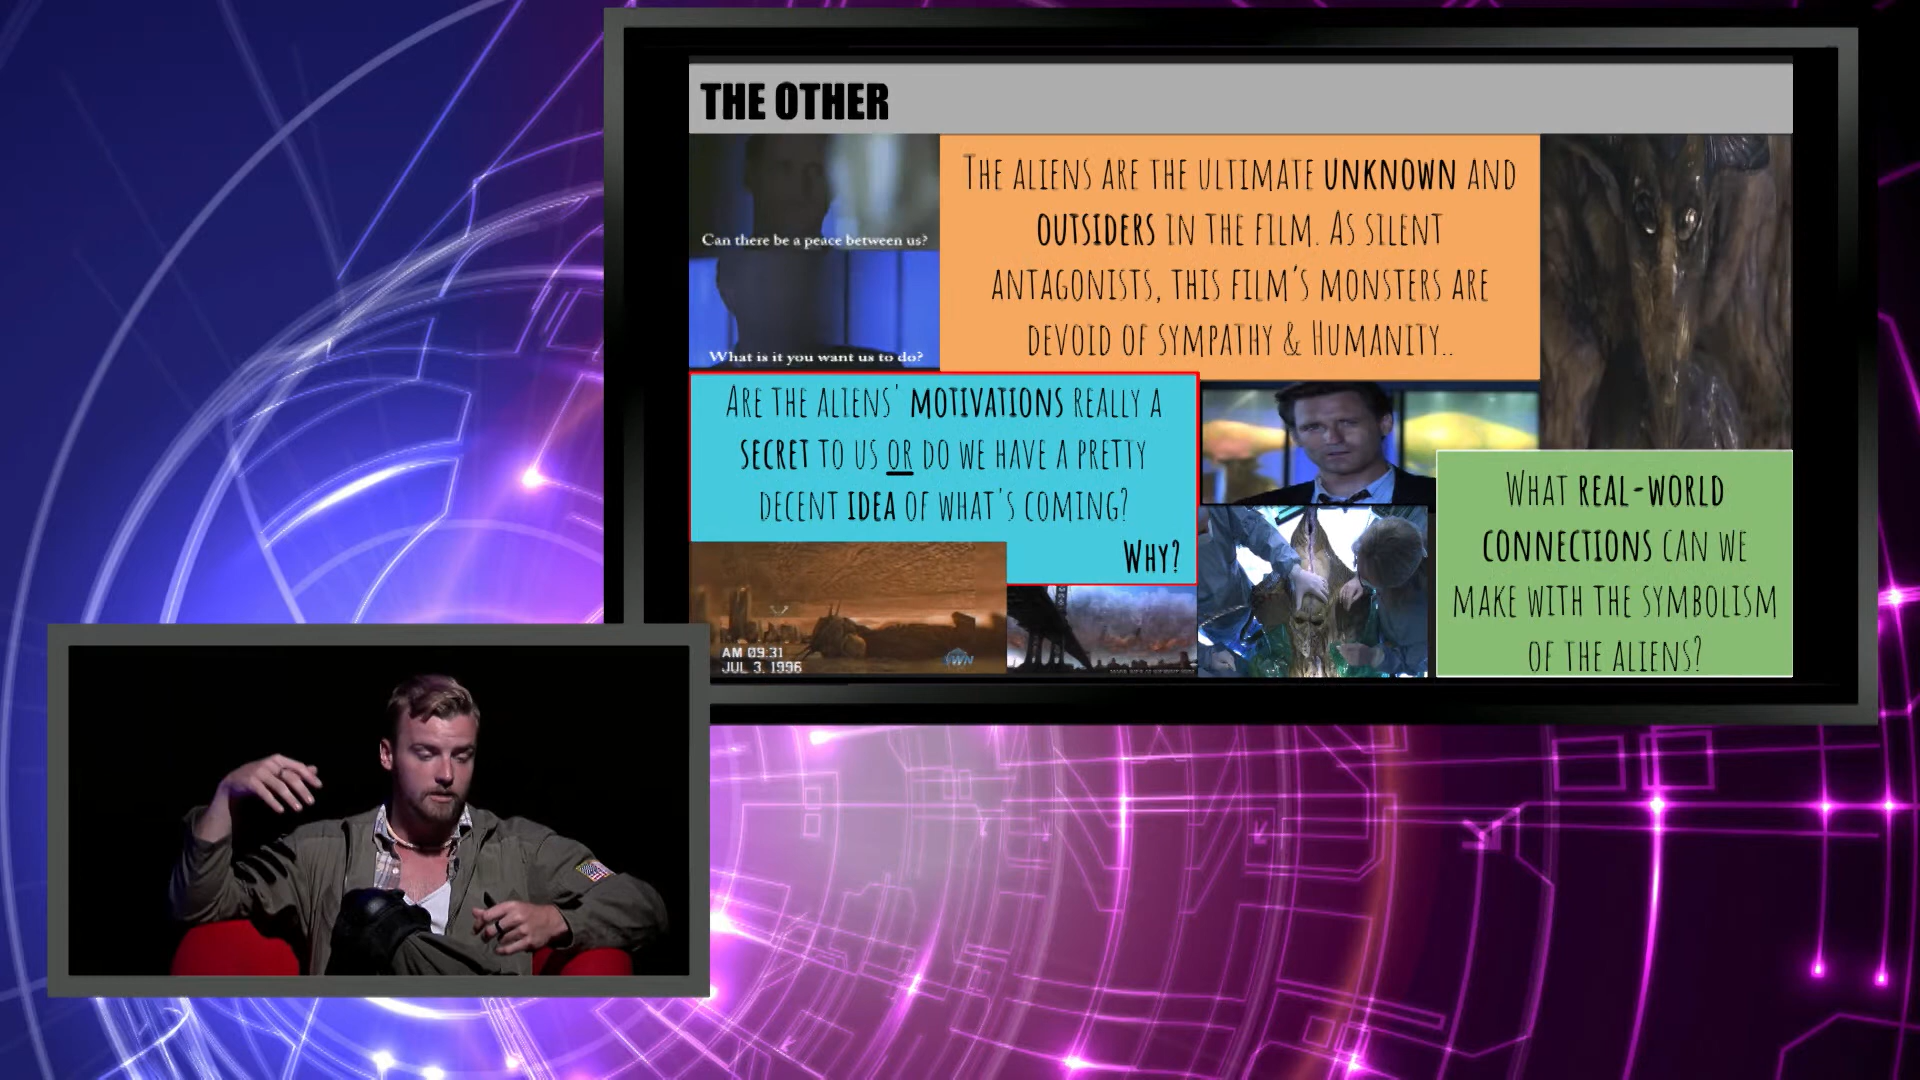 THE OTHER
Can there be a peace between us?
What is it you want us to do?
THE ALIENS ARE THE ULTIMATE UNKNOWN AND
OUTSIDERS IN THE FILM. AS SILENT
ANTAGONISTS, THIS FILM'S MONSTERS ARE
DEVOID OF SYMPATHY & HUMANITY..
ARE THE ALIENS' MOTIVATIONS REALLY A
SECRET TO US OR DO WE HAVE A PRETTY
DECENT IDEA OF WHAT'S COMING?
WHY?
AM 09:31
JUL 3. 1996
WHAT REAL-WORLD
CONNECTIONS CAN WE
MAKE WITH THE SYMBOLISM
OF THE ALIENS?